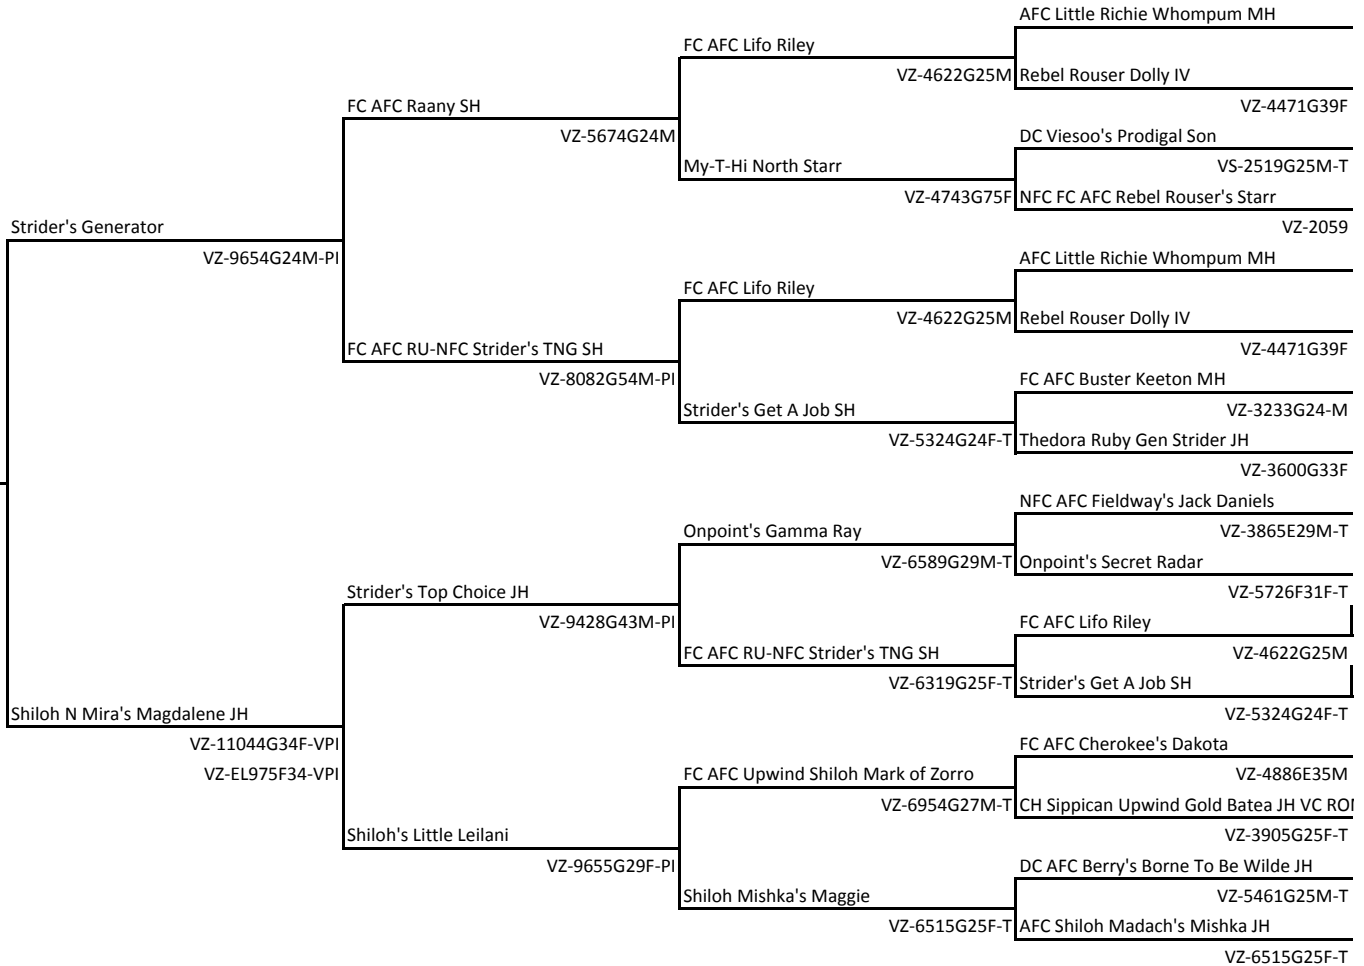 AFC Little Richie Whompum MH
FC AFC Lifo Riley
VZ-4622G25M Rebel Rouser Dolly IV
FC AFC Raany SH
VZ-4471G39F
VZ-5674G24M
DC Viesoo's Prodigal Son
My-T-Hi North Starr
VS-2519G25M-T
VZ-4743G75F NFC FC AFC Rebel Rouser's Starr
Strider's Generator
VZ-2059
VZ-9654G24M-PI
AFC Little Richie Whompum MH
FC AFC Lifo Riley
VZ-4622G25M Rebel Rouser Dolly IV
FC AFC RU-NFC Strider's TNG SH
VZ-4471G39F
VZ-8082G54M-PI
FC AFC Buster Keeton MH
Strider's Get A Job SH
VZ-3233G24-M
VZ-5324G24F-T Thedora Ruby Gen Strider JH
VZ-3600G33F
NFC AFC Fieldway's Jack Daniels
Onpoint's Gamma Ray
VZ-3865E29M-T
VZ-6589G29M-T Onpoint's Secret Radar
Strider's Top Choice JH
VZ-5726F31F-T
VZ-9428G43M-PI
FC AFC Lifo Riley
FC AFC RU-NFC Strider's TNG SH
VZ-4622G25M
VZ-6319G25F-T Strider's Get A Job SH
Shiloh N Mira's Magdalene JH
VZ-5324G24F-T
VZ-11044G34F-VPI
FC AFC Cherokee's Dakota
VZ-EL975F34-VPI
FC AFC Upwind Shiloh Mark of Zorro
VZ-4886E35M
VZ-6954G27M-T CH Sippican Upwind Gold Batea JH VC
Shiloh's Little Leilani
VZ-3905G25F-T
VZ-9655G29F-PI
DC AFC Berry's Borne To Be Wilde JH
Shiloh Mishka's Maggie
VZ-5461G25M-T
VZ-6515G25F-T AFC Shiloh Madach's Mishka JH
VZ-6515G25F-T